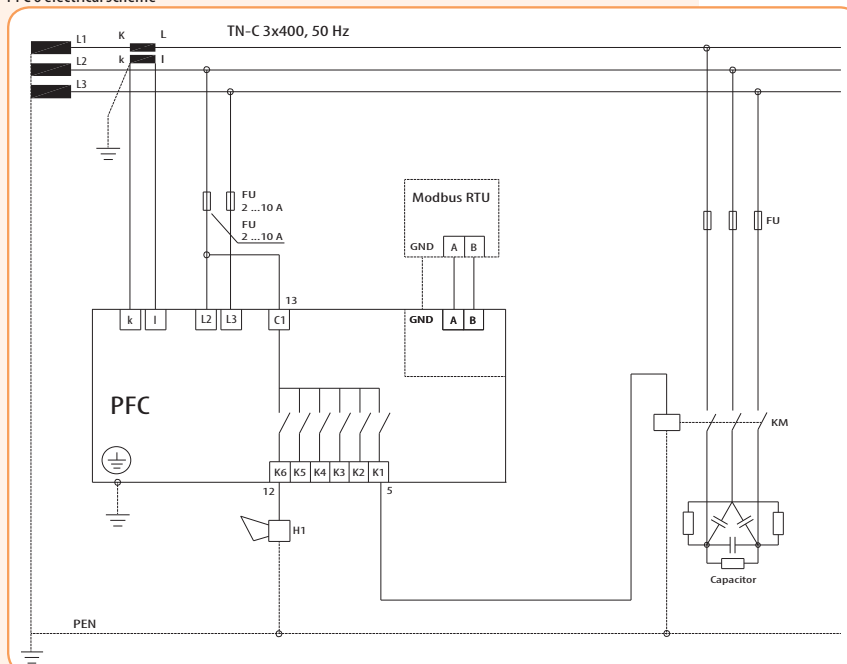 TN-C 3x400, 50 Hz
L1
K
L
L2
k
l
L3
FU
2 ...10 A
FU
2 ...10 A
Modbus RTU
GND
A
B
FU
13
k
l
L2
L3
C1
GND
A
B
PFC
KM
K6
K5
K4
K3
K2
K1
12
5
H1
Capacitor
PEN